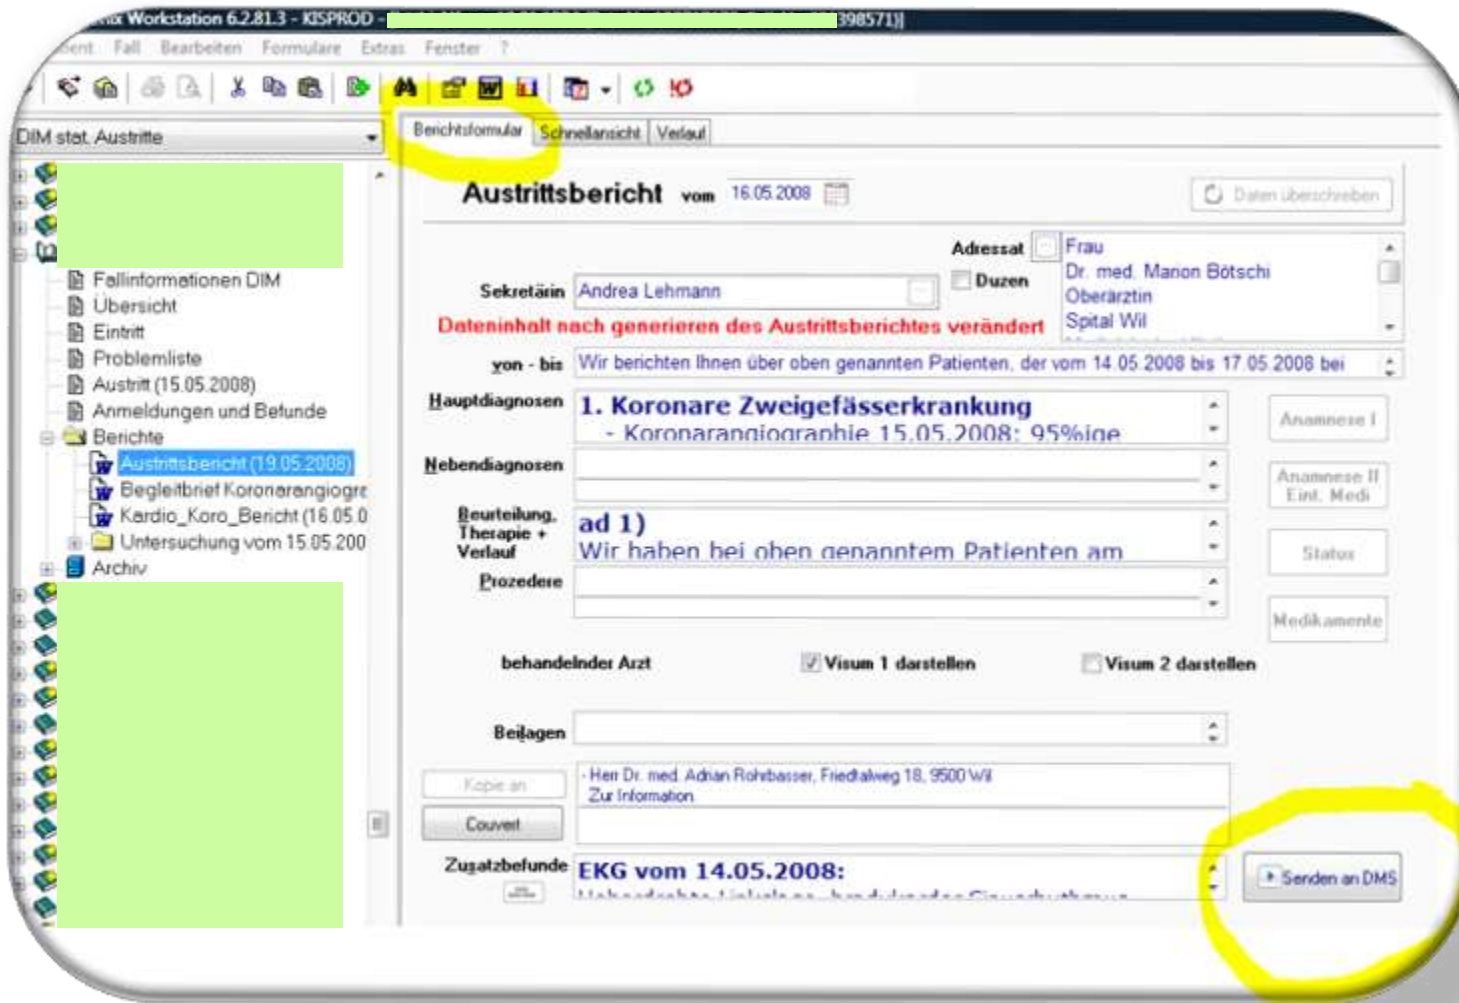 Workstation 6.2.81.3 - KISPROD - 398571)]
Fall Bearbeiten Formulare Extras Fenster ?
DIM stat. Austritte
Berichtsformular Schnellansicht Verlauf
Austrittsbericht vom 16.05.2008 Daten überschreiben
Adressat Frau
Dr. med. Marion Bötschi
Oberärztin
Spital Wil
Duzen
Sekretärin Andrea Lehmann
Dateninhalt nach generieren des Austrittsberichtes verändert
von - bis Wir berichten Ihnen über oben genannten Patienten, der vom 14.05.2008 bis 17.05.2008 bei
Hauptdiagnosen 1. Koronare Zweigefässerkrankung
- Koronarangiographie 15.05.2008: 95%ige
Anamnese I
Nebendiagnosen
Anamnese II
Eint. Medi
Beurteilung,
Therapie +
Verlauf
ad 1)
Wir haben bei oben genanntem Patienten am
Status
Prozedere
Medikamente
behandelnder Arzt Visum 1 darstellen Visum 2 darstellen
Beilagen
Kopie an
- Herr Dr. med. Adrian Rohrbasser, Friedtalweg 18, 9500 Wil
Zur Information
Couvert
Zusatzbefunde EKG vom 14.05.2008:
Senden an DMS
Fallinformationen DIM
Übersicht
Eintritt
Problemliste
Austritt (15.05.2008)
Anmeldungen und Befunde
Berichte
Austrittsbericht (19.05.2008)
Begleitbrief Koronarangiogra
Kardio_Koro_Bericht (16.05.0
Untersuchung vom 15.05.200
Archiv